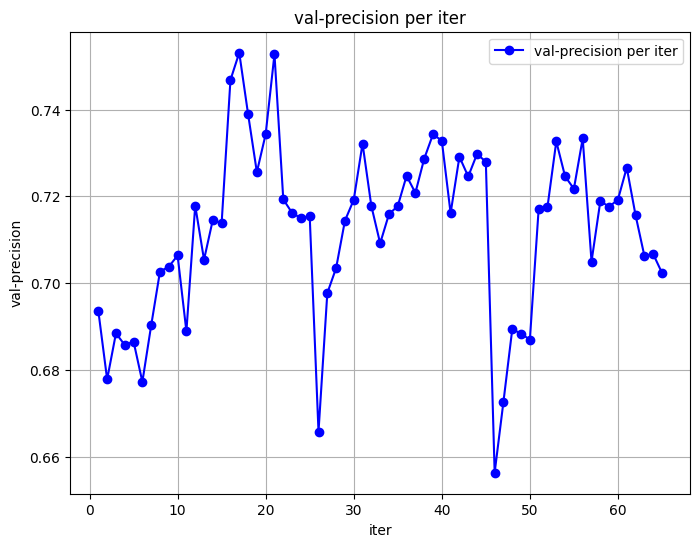 val-precision per iter
val-precision per iter
0.74
0.72
0.70
0.68
0.66
val-precision
0 10 20 30 40 50 60
iter